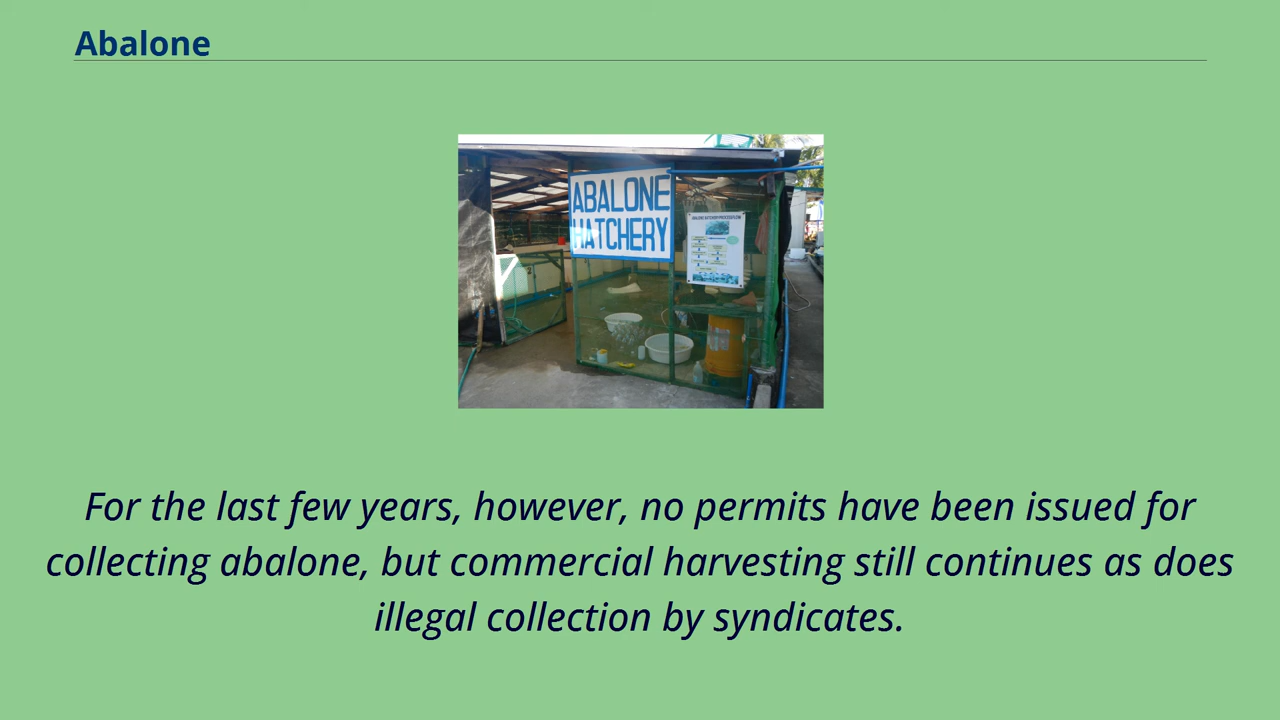 Abalone
ABALONE
HATCHERY
For the last few years, however, no permits have been issued for
collecting abalone, but commercial harvesting still continues as does
illegal collection by syndicates.